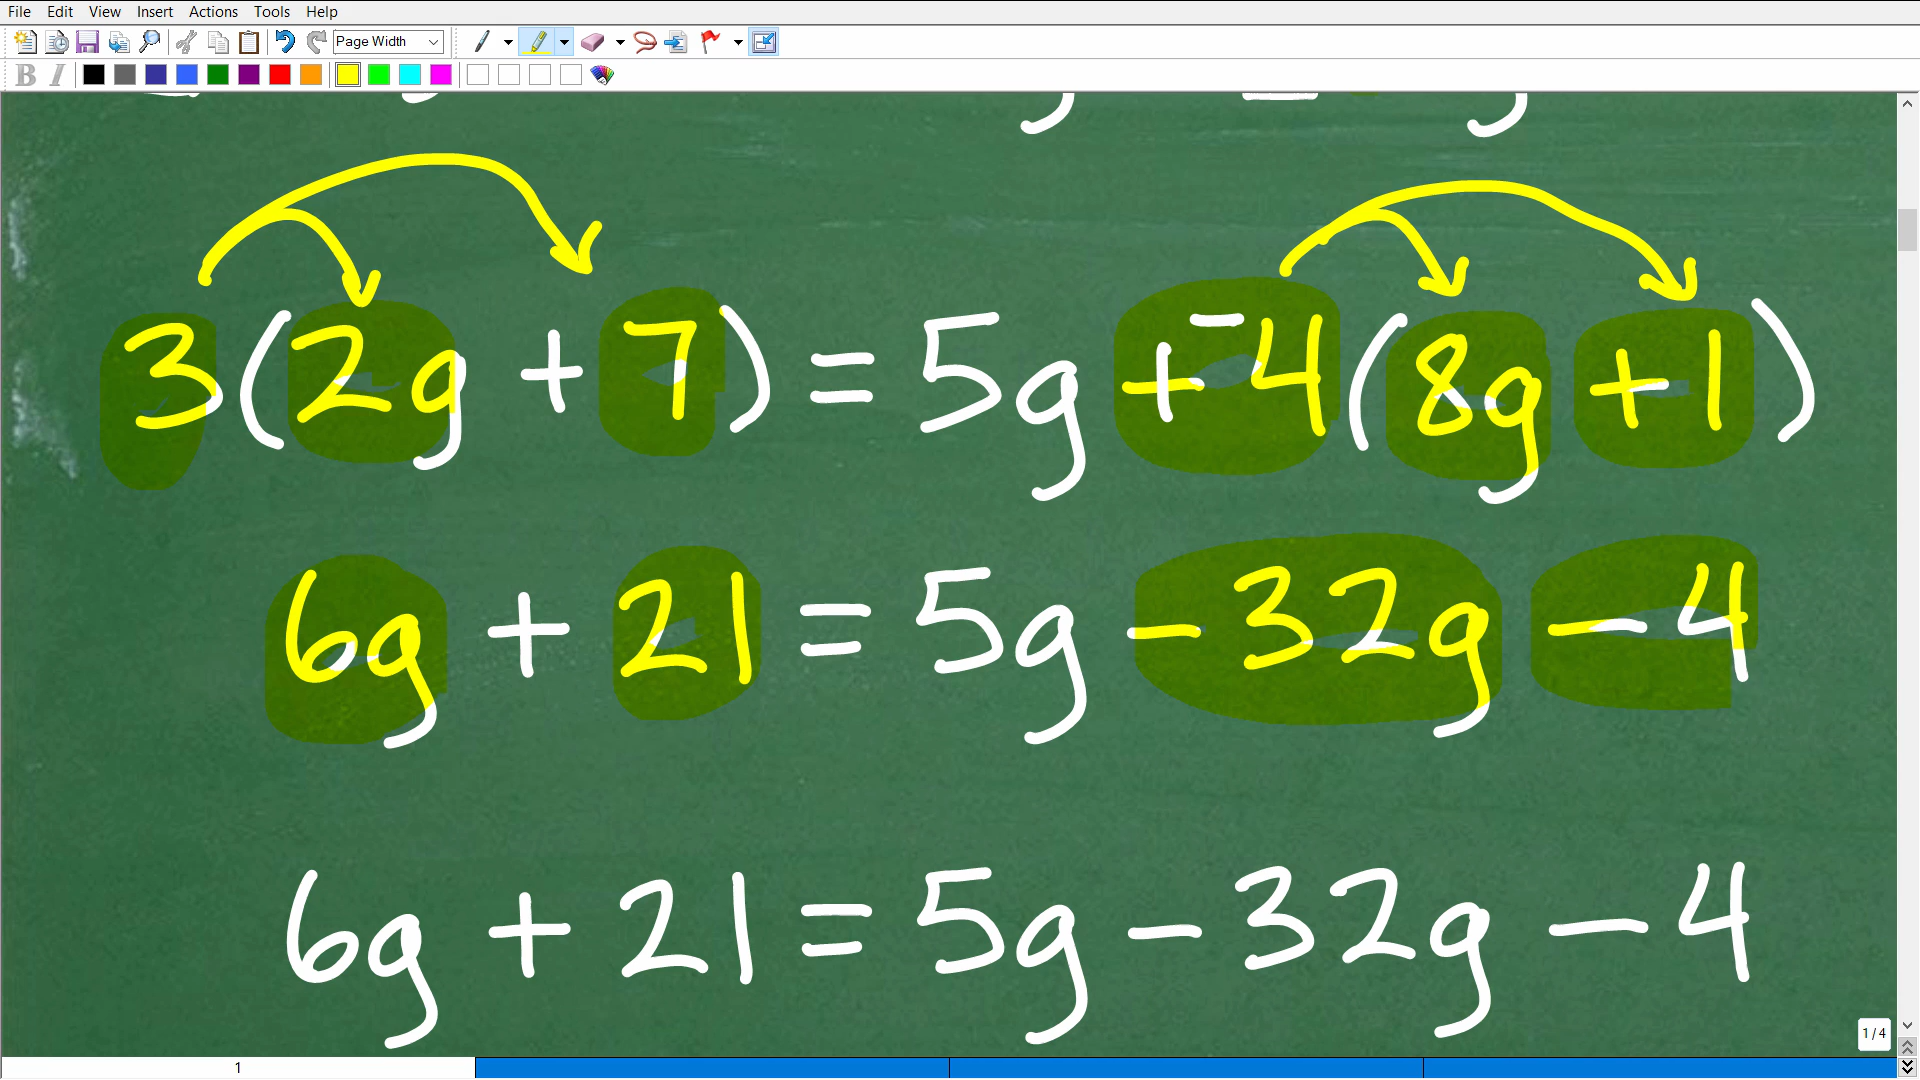 File Edit View Insert Actions Tools Help
Page Width
B I
3(2g + 7) = 5g + ⁻4(8g + 1)
6g + 21 = 5g - 32g - 4
6g + 21 = 5g - 32g - 4
1 / 4
1